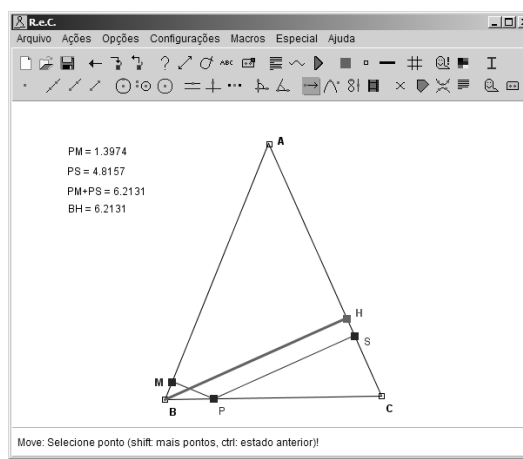 R.e.C.
Arquivo Ações Opções Configurações Macros Especial Ajuda
ABC
PM = 1.3974
PS = 4.8157
PM+PS = 6.2131
BH = 6.2131
A
H
S
M
B
P
C
Move: Selecione ponto (shift: mais pontos, ctrl: estado anterior)!